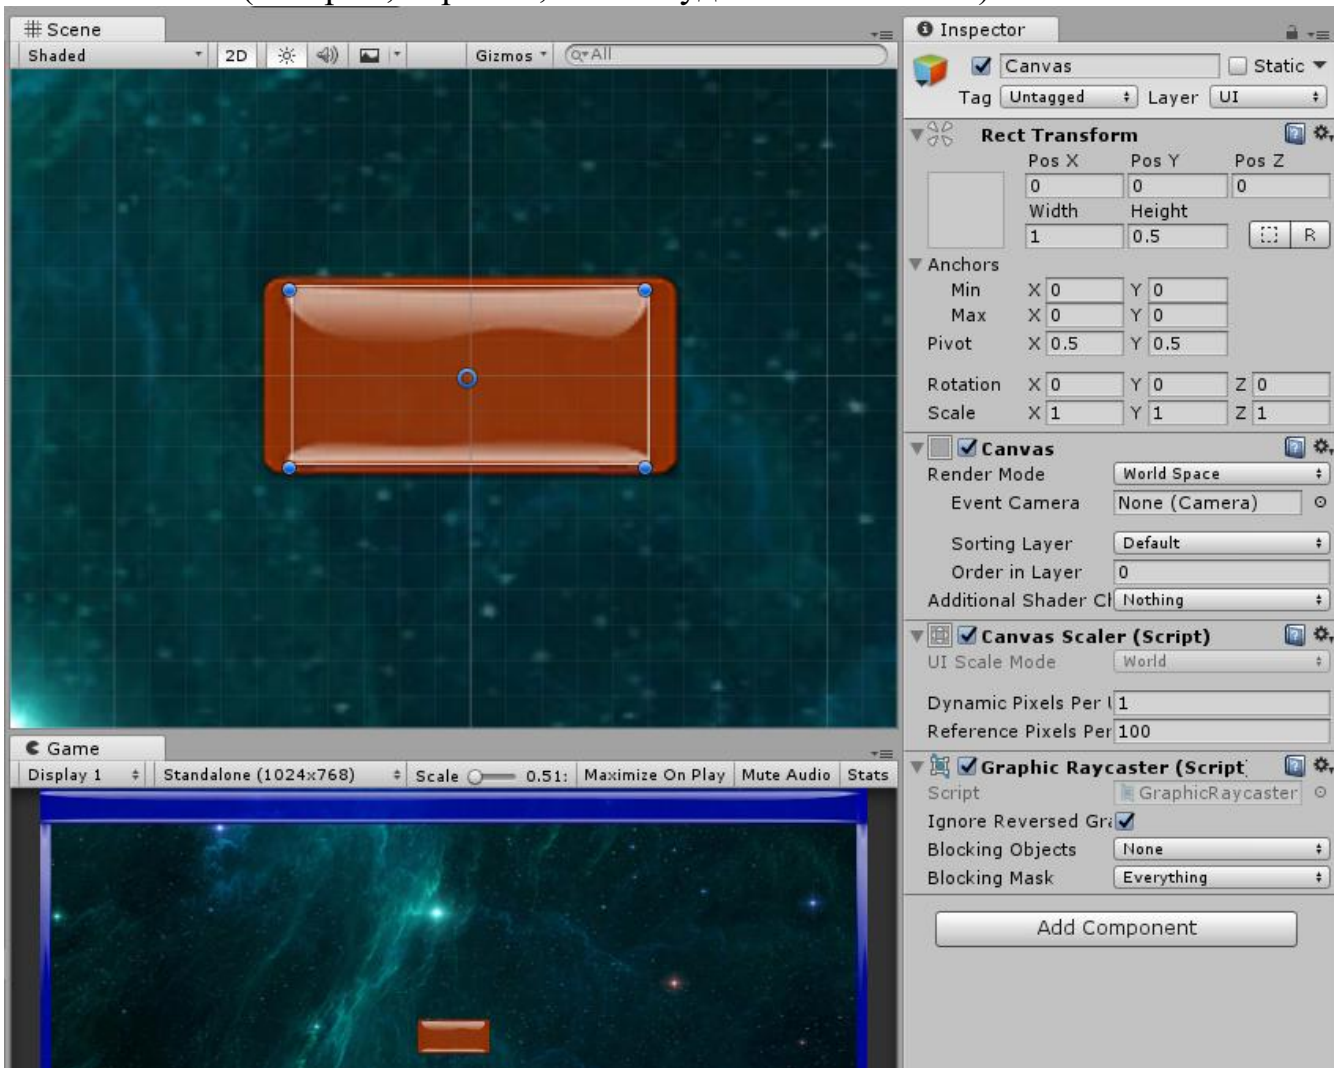 Scene
Shaded 2D Gizmos All
Inspector
Canvas Static
Tag Untagged Layer UI
Rect Transform
Pos X Pos Y Pos Z
0 0 0
Width Height
1 0.5 R
Anchors
Min X 0 Y 0
Max X 0 Y 0
Pivot X 0.5 Y 0.5
Rotation X 0 Y 0 Z 0
Scale X 1 Y 1 Z 1
Canvas
Render Mode World Space
Event Camera None (Camera)
Sorting Layer Default
Order in Layer 0
Additional Shader Cl Nothing
Canvas Scaler (Script)
UI Scale Mode World
Dynamic Pixels Per 1
Reference Pixels Per 100
Graphic Raycaster (Script
Script GraphicRaycaster
Ignore Reversed Gra
Blocking Objects None
Blocking Mask Everything
Add Component
Game
Display 1 Standalone (1024x768) Scale 0.51: Maximize On Play Mute Audio Stats